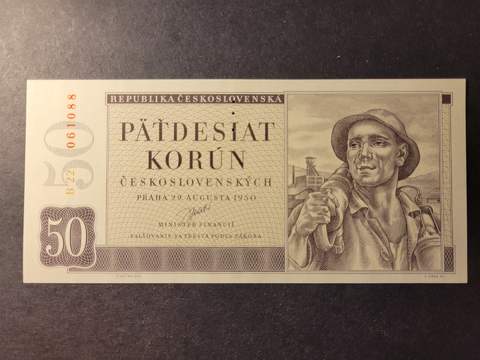 REPUBLIKA ČESKOSLOVENSKÁ
PÄŤDESIAT
KORÚN
ČESKOSLOVENSKÝCH
PRAHA 29. AUGUSTA 1950
MINISTER FINANCIÍ
FALŠOVANIE SA TRESTÁ PODĽA ZÁKONA
50
50
B 22 061088